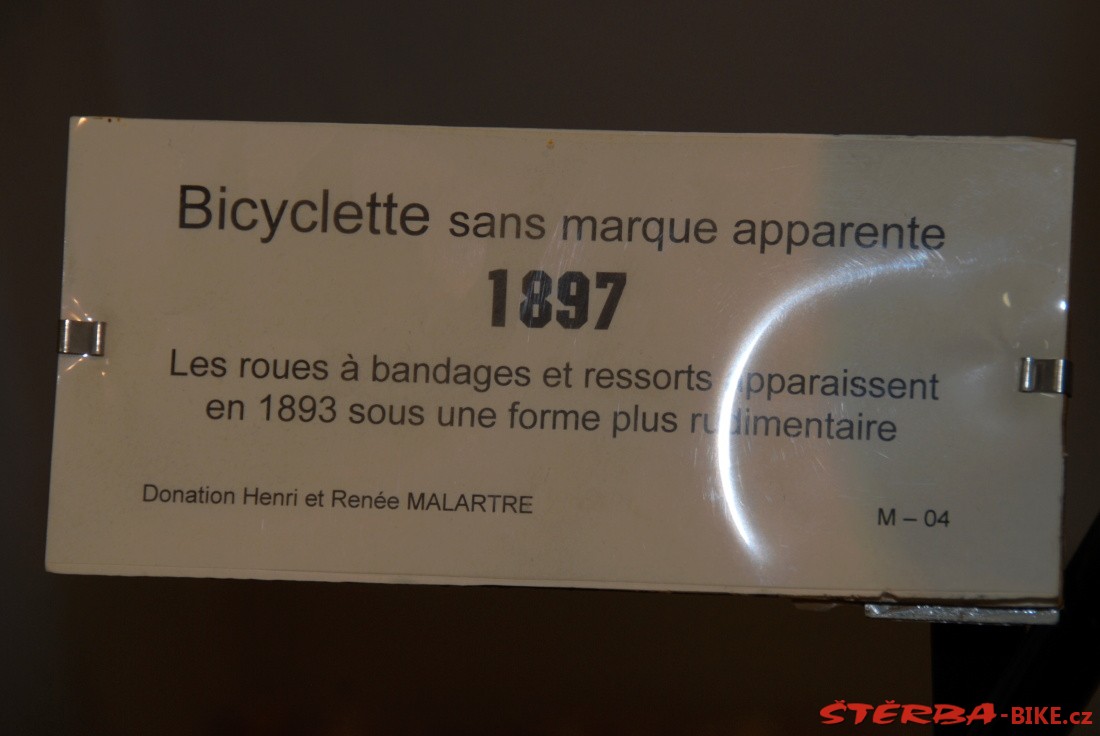 Bicyclette sans marque apparente
1897
Les roues à bandages et ressorts apparaissent
en 1893 sous une forme plus rudimentaire
Donation Henri et Renée MALARTRE
M – 04
ŠTĚRBA-BIKE.cz